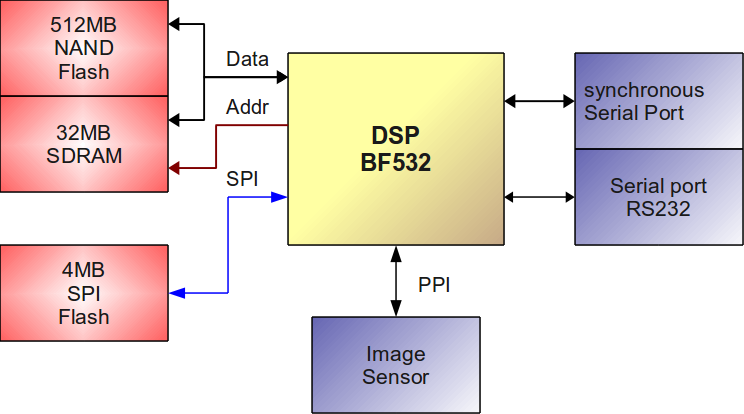 512MB
NAND
Flash
32MB
SDRAM
4MB
SPI
Flash
Data
Addr
SPI
DSP
BF532
PPI
Image
Sensor
synchronous
Serial Port
Serial port
RS232